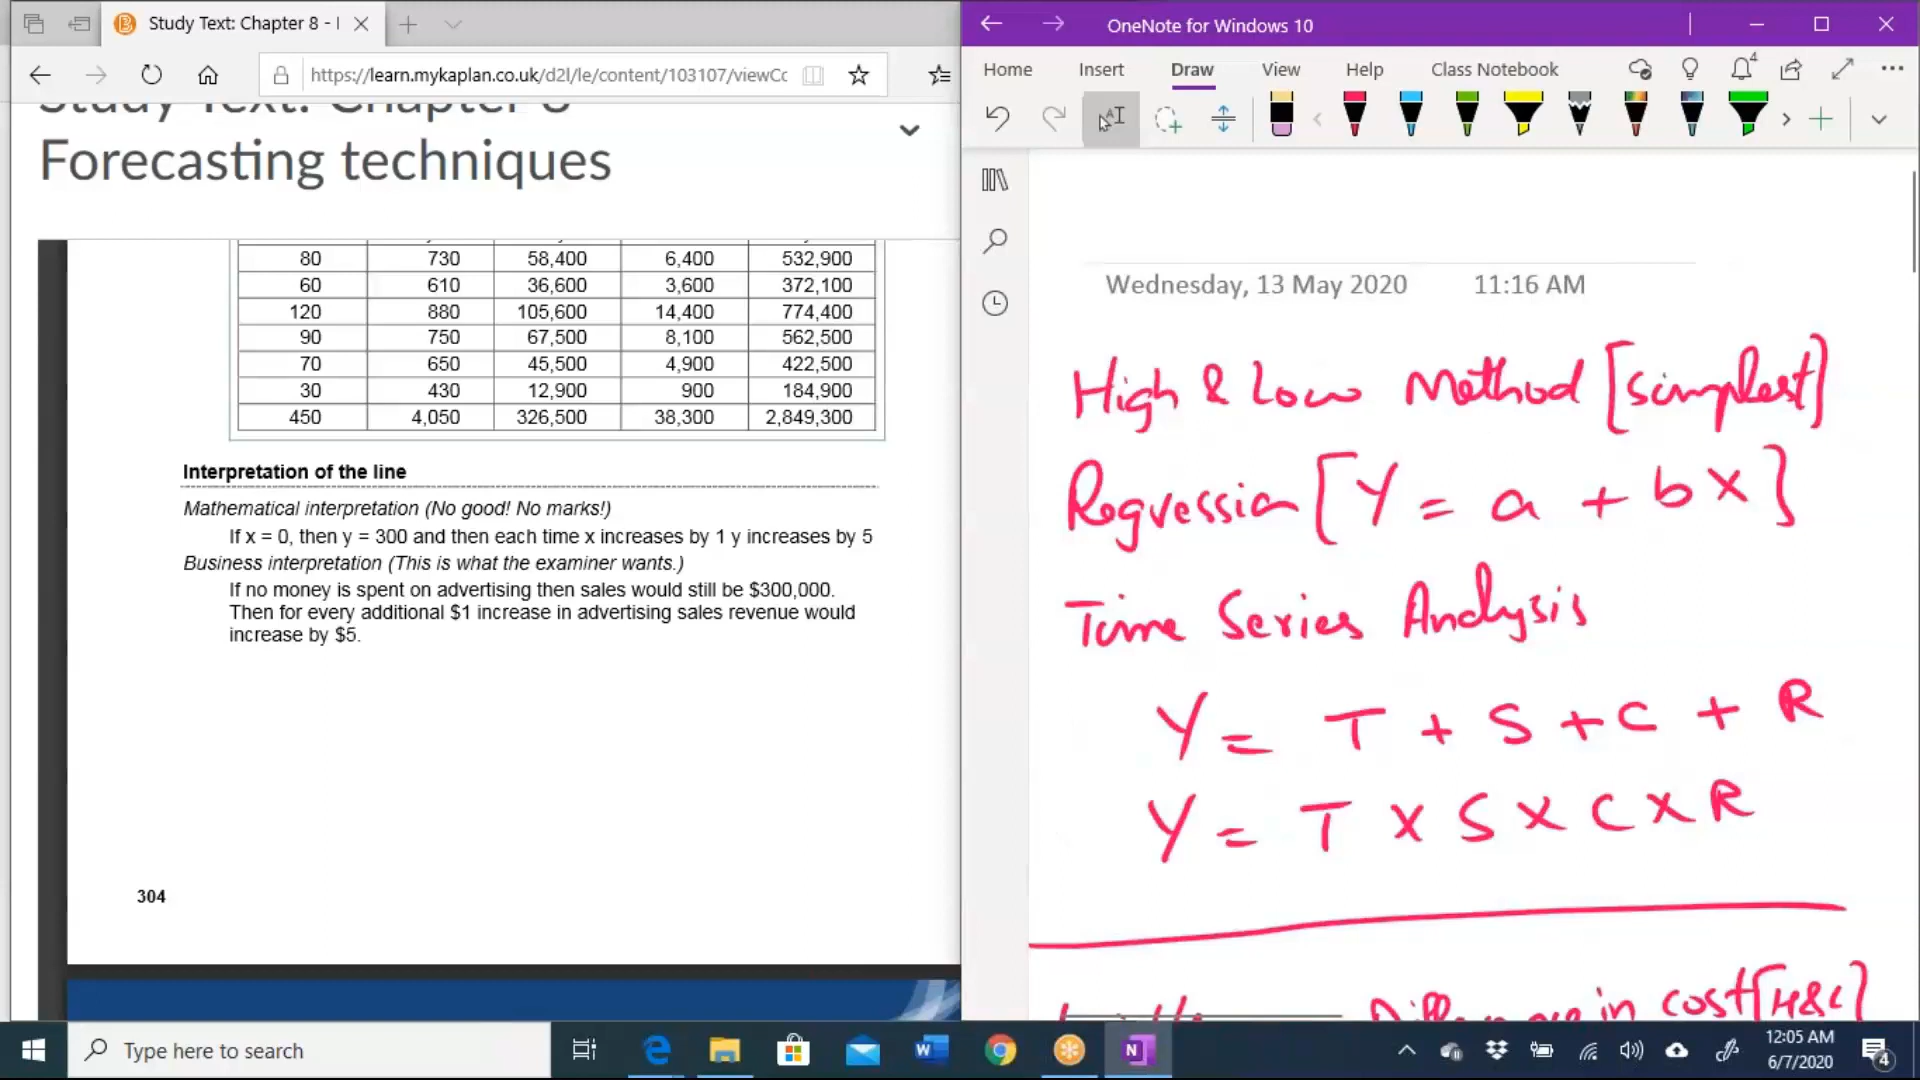 Study Text: Chapter 8 - I
https://learn.mykaplan.co.uk/d2l/le/content/103107/viewCc
Study Text: Chapter 8
Forecasting techniques
80 730 58,400 6,400 532,900
60 610 36,600 3,600 372,100
120 880 105,600 14,400 774,400
90 750 67,500 8,100 562,500
70 650 45,500 4,900 422,500
30 430 12,900 900 184,900
450 4,050 326,500 38,300 2,849,300
Interpretation of the line
Mathematical interpretation (No good! No marks!)
If x = 0, then y = 300 and then each time x increases by 1 y increases by 5
Business interpretation (This is what the examiner wants.)
If no money is spent on advertising then sales would still be $300,000.
Then for every additional $1 increase in advertising sales revenue would
increase by $5.
304
OneNote for Windows 10
Home Insert Draw View Help Class Notebook
4
Wednesday, 13 May 2020 11:16 AM
High & Low Method [Simplest]
Regression [Y = a + bX]
Time Series Analysis
Y = T + S + C + R
Y = T X S X C X R
Difference in cost [H&L]
Type here to search
12:05 AM
6/7/2020
4